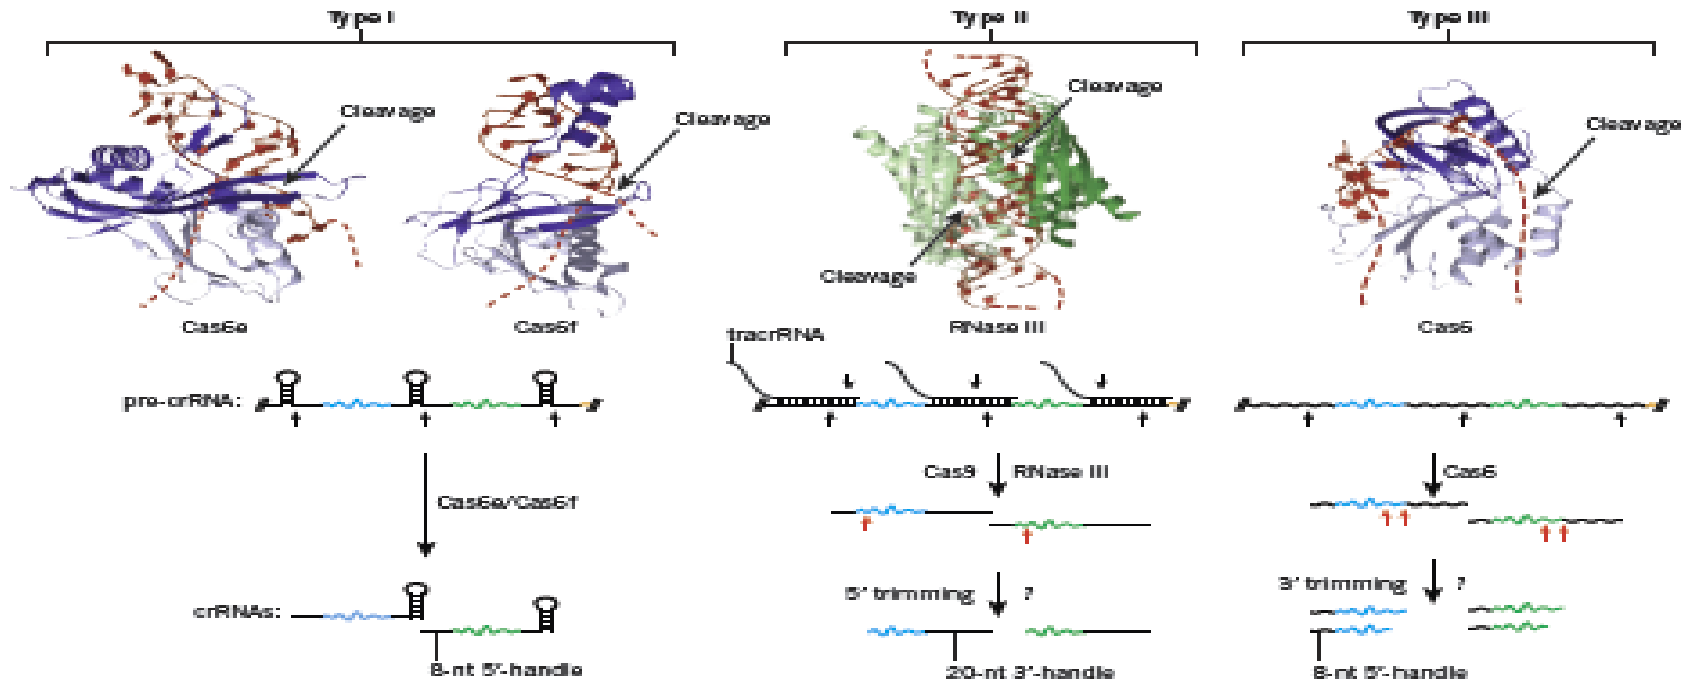 Type I
Type II
Type III
Cleavage
Cleavage
Cleavage
Cleavage
Cleavage
Cas6e
Cas6f
RNase III
Cas6
tracrRNA
pre-crRNA:
Cas6e/Cas6f
Cas9
RNase III
Cas6
5' trimming
?
3' trimming
?
crRNAs:
8-nt 5'-handle
20-nt 3'-handle
8-nt 5'-handle